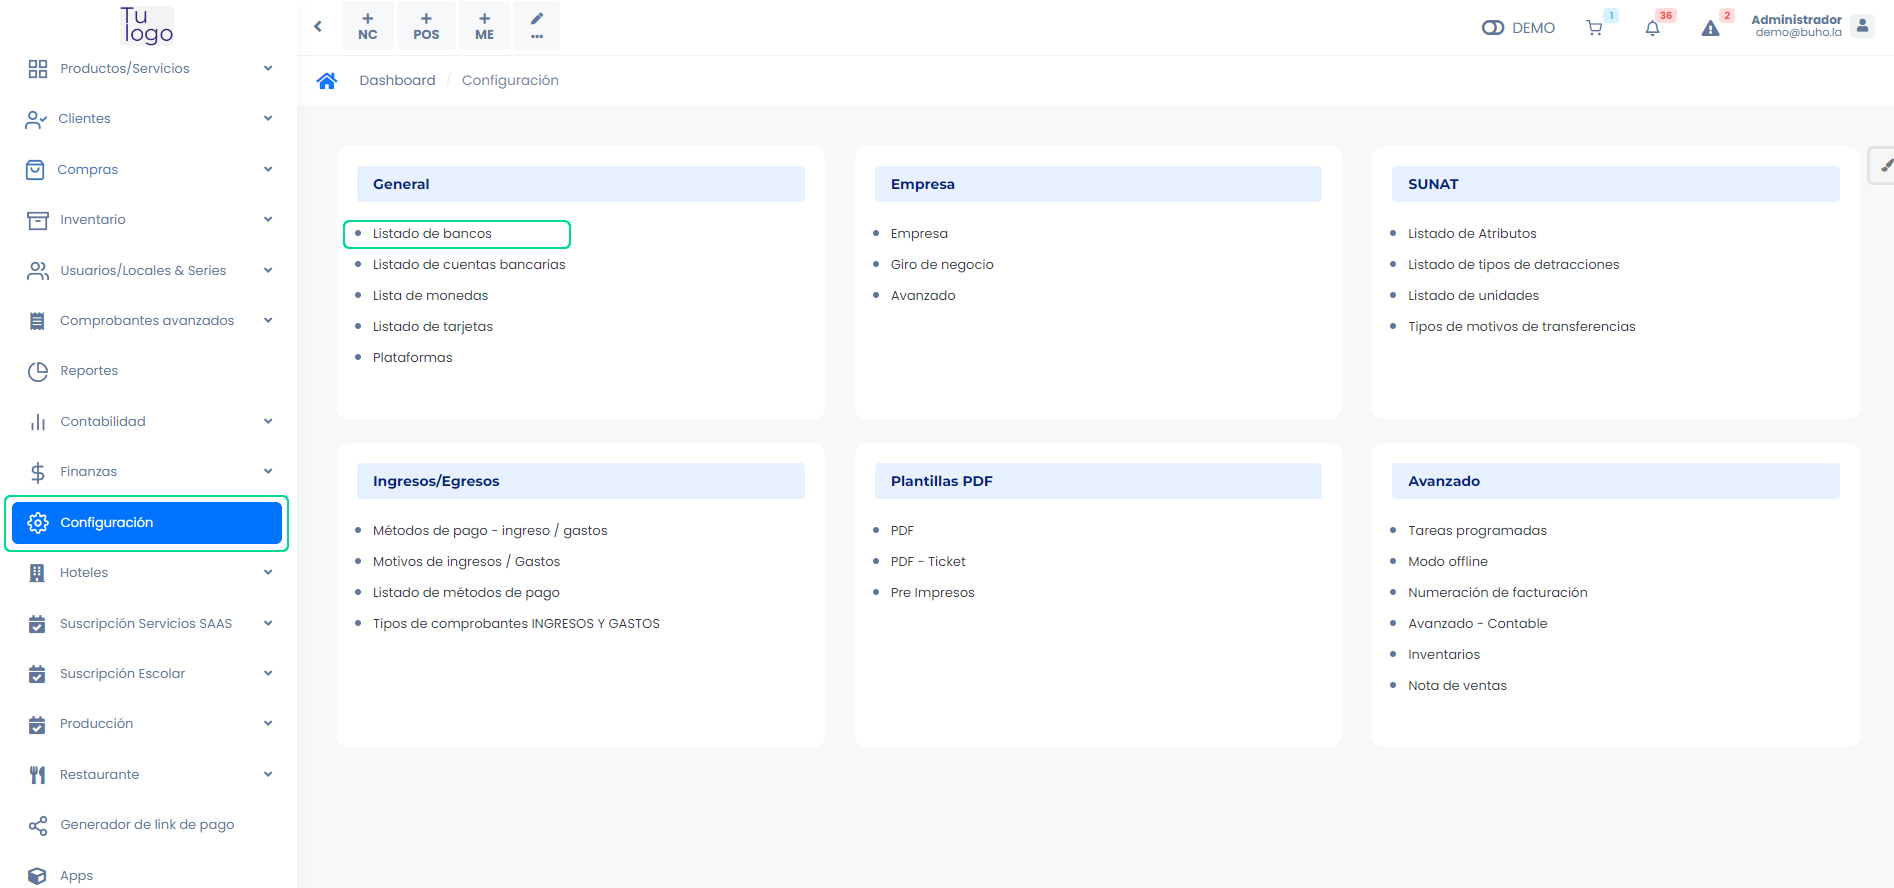 Tu
logo
Productos/Servicios
Clientes
Compras
Inventario
Usuarios/Locales & Series
Comprobantes avanzados
Reportes
Contabilidad
Finanzas
Configuración
Hoteles
Suscripción Servicios SAAS
Suscripción Escolar
Producción
Restaurante
Generador de link de pago
Apps
+ NC
+ POS
+ ME
...
DEMO
1
36
2
Administrador
demo@buho.la
Dashboard / Configuración
General
Listado de bancos
Listado de cuentas bancarias
Lista de monedas
Listado de tarjetas
Plataformas
Empresa
Empresa
Giro de negocio
Avanzado
SUNAT
Listado de Atributos
Listado de tipos de detracciones
Listado de unidades
Tipos de motivos de transferencias
Ingresos/Egresos
Métodos de pago - ingreso / gastos
Motivos de ingresos / Gastos
Listado de métodos de pago
Tipos de comprobantes INGRESOS Y GASTOS
Plantillas PDF
PDF
PDF - Ticket
Pre Impresos
Avanzado
Tareas programadas
Modo offline
Numeración de facturación
Avanzado - Contable
Inventarios
Nota de ventas